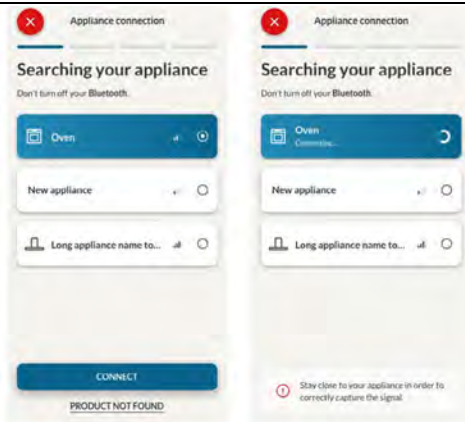 Appliance connection
Searching your appliance
Don't turn off your Bluetooth.
Oven
New appliance
Long appliance name to...
CONNECT
PRODUCT NOT FOUND
Appliance connection
Searching your appliance
Don't turn off your Bluetooth.
Oven
Connecting...
New appliance
Long appliance name to...
Stay close to your appliance in order to
correctly capture the signal.